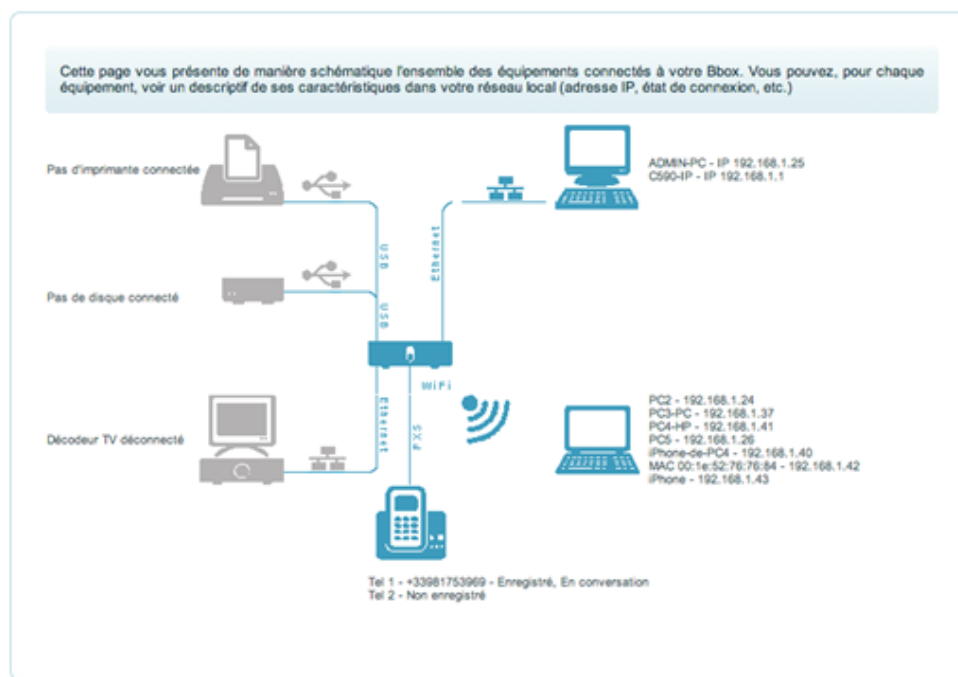 Cette page vous présente de manière schématique l'ensemble des équipements connectés à votre Bbox. Vous pouvez, pour chaque
équipement, voir un descriptif de ses caractéristiques dans votre réseau local (adresse IP, état de connexion, etc.)
Pas d'imprimante connectée
ADMIN-PC - IP 192.168.1.25
C590-IP - IP 192.168.1.1
USB
Ethernet
Pas de disque connecté
USB
WiFi
Ethernet
FXS
Décodeur TV déconnecté
PC2 - 192.168.1.24
PC3-PC - 192.168.1.37
PC4-HP - 192.168.1.41
PC5 - 192.168.1.26
iPhone-de-PC4 - 192.168.1.40
MAC 00:1e:52:76:76:84 - 192.168.1.42
iPhone - 192.168.1.43
Tel 1 - +33981753969 - Enregistré, En conversation
Tel 2 - Non enregistré